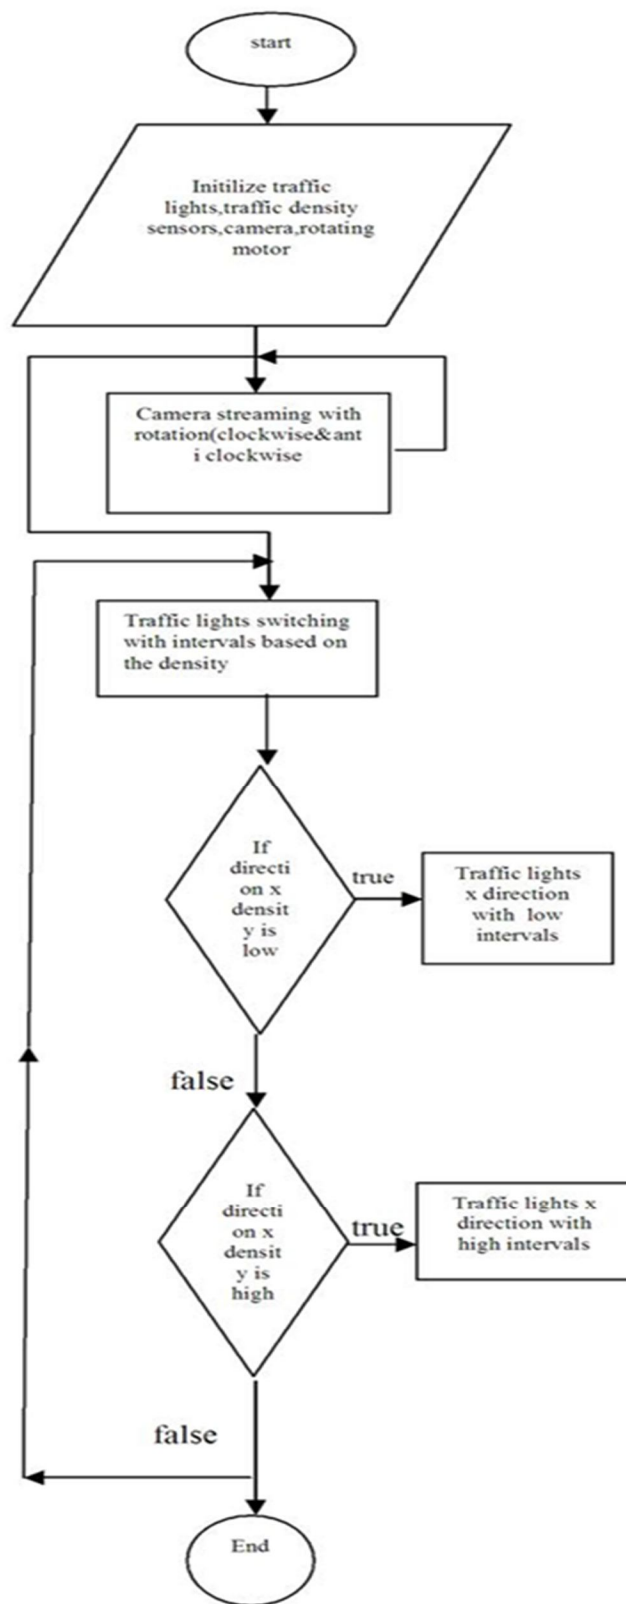 start
Initilize traffic
lights,traffic density
sensors,camera,rotating
motor
Camera streaming with
rotation(clockwise&ant
i clockwise
Traffic lights switching
with intervals based on
the density
If
directi
on x
densit
y is
low
true
Traffic lights
x direction
with low
intervals
false
If
directi
on x
densit
y is
high
true
Traffic lights x
direction with
high intervals
false
End